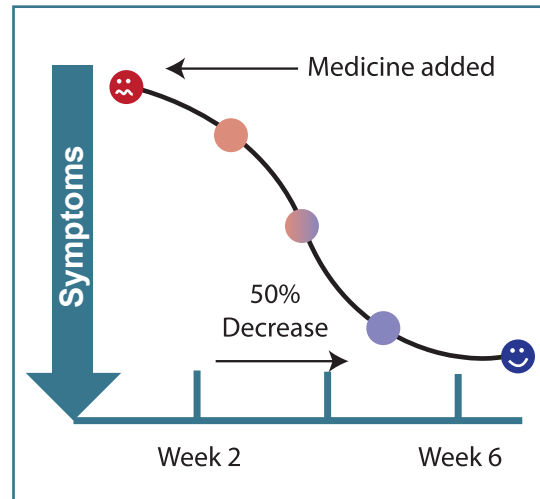 Medicine added
Symptoms
50%
Decrease
Week 2
Week 6